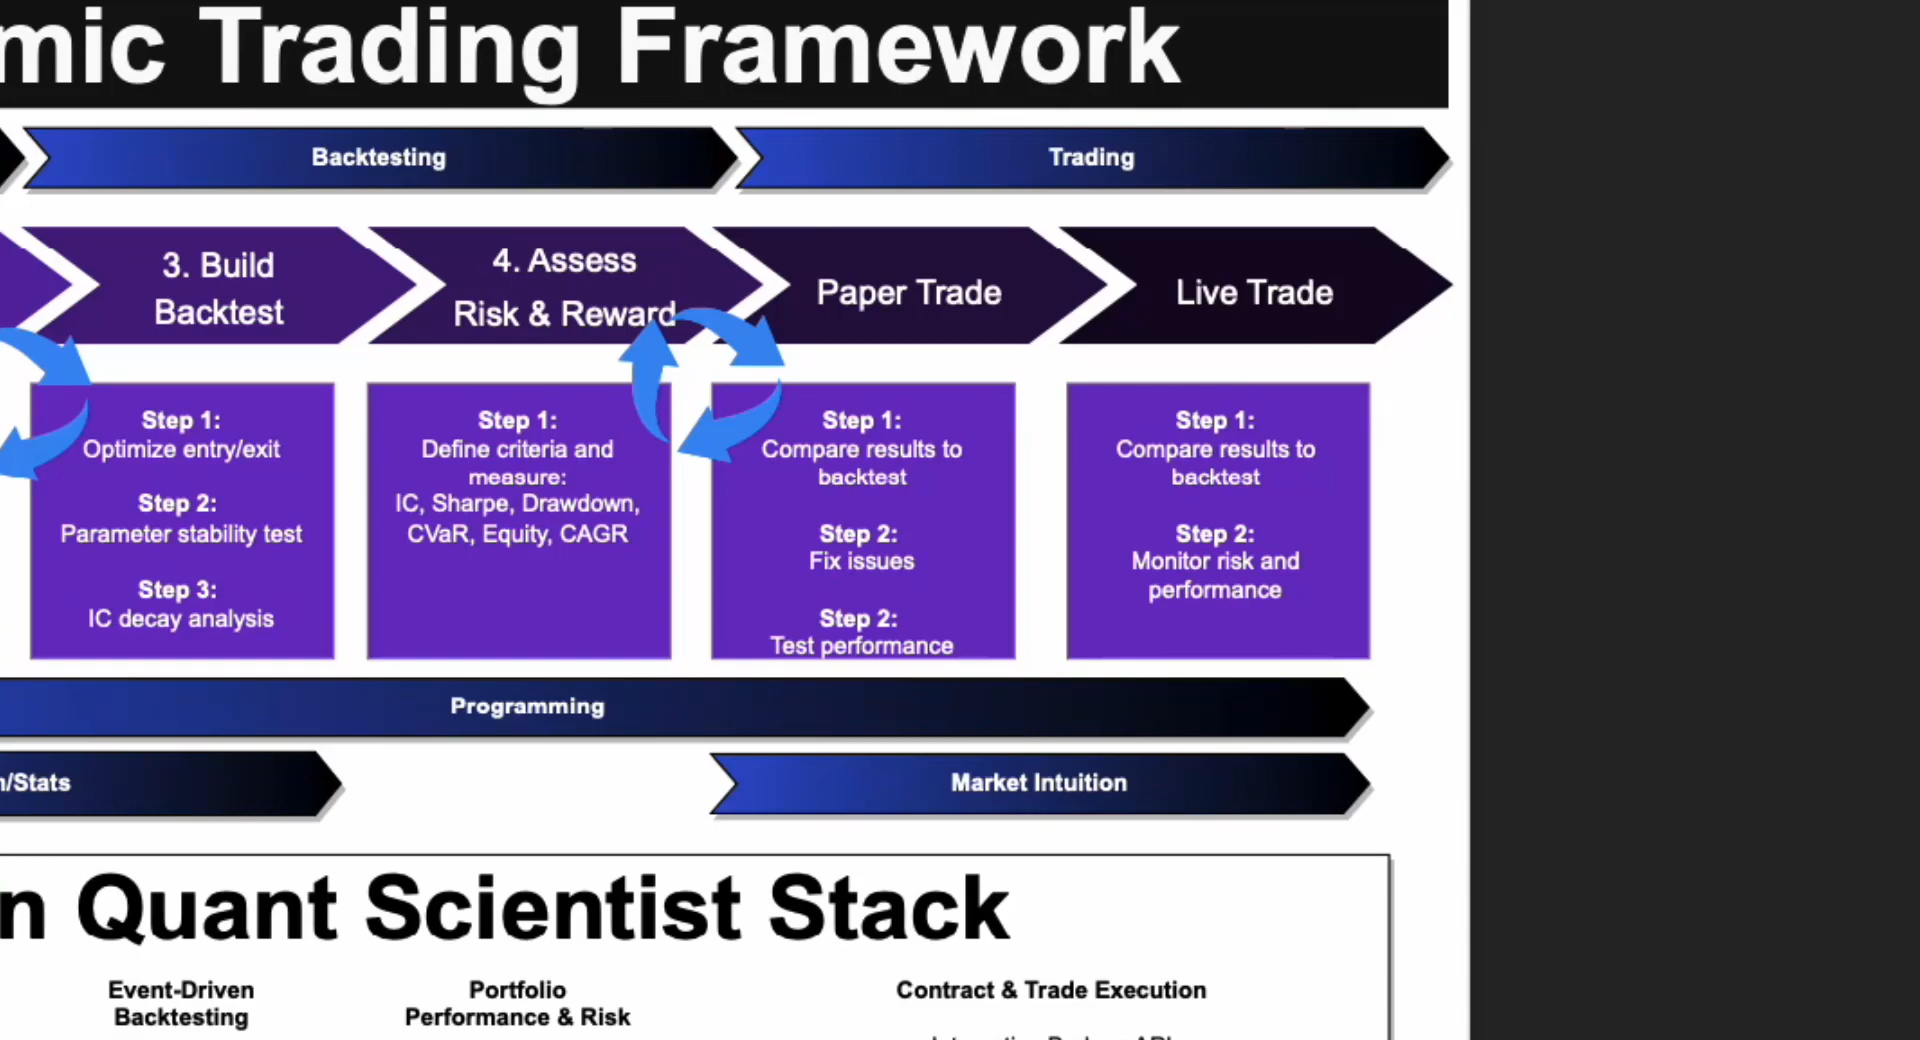 mic Trading Framework
Backtesting
Trading
3. Build
Backtest
4. Assess
Risk & Reward
Paper Trade
Live Trade
Step 1:
Optimize entry/exit
Step 2:
Parameter stability test
Step 3:
IC decay analysis
Step 1:
Define criteria and
measure:
IC, Sharpe, Drawdown,
CVaR, Equity, CAGR
Step 1:
Compare results to
backtest
Step 2:
Fix issues
Step 2:
Test performance
Step 1:
Compare results to
backtest
Step 2:
Monitor risk and
performance
Programming
/Stats
Market Intuition
n Quant Scientist Stack
Event-Driven
Backtesting
Portfolio
Performance & Risk
Contract & Trade Execution